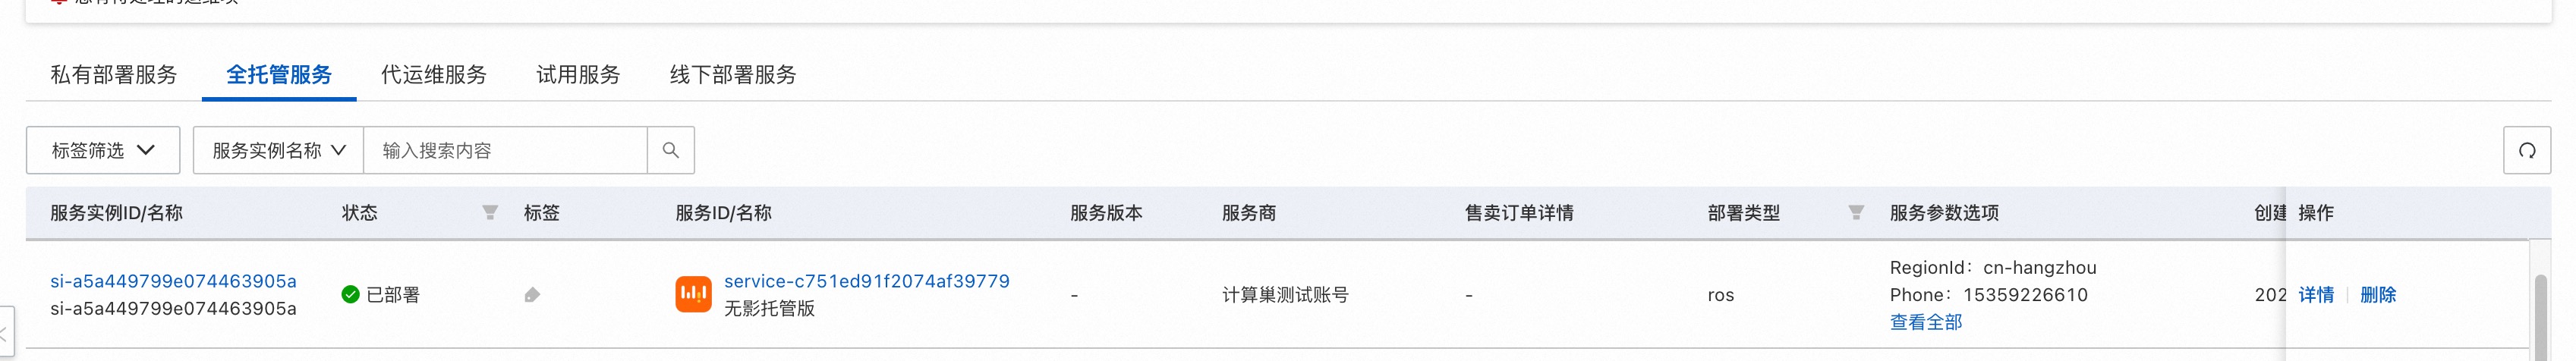 私有部署服务 全托管服务 代运维服务 试用服务 线下部署服务
标签筛选 服务实例名称 输入搜索内容
服务实例ID/名称 状态 标签 服务ID/名称 服务版本 服务商 售卖订单详情 部署类型 服务参数选项 创建 操作
si-a5a449799e074463905a
si-a5a449799e074463905a
已部署
service-c751ed91f2074af39779
无影托管版
-
计算巢测试账号
-
ros
RegionId：cn-hangzhou
Phone：15359226610
查看全部
202
详情 删除